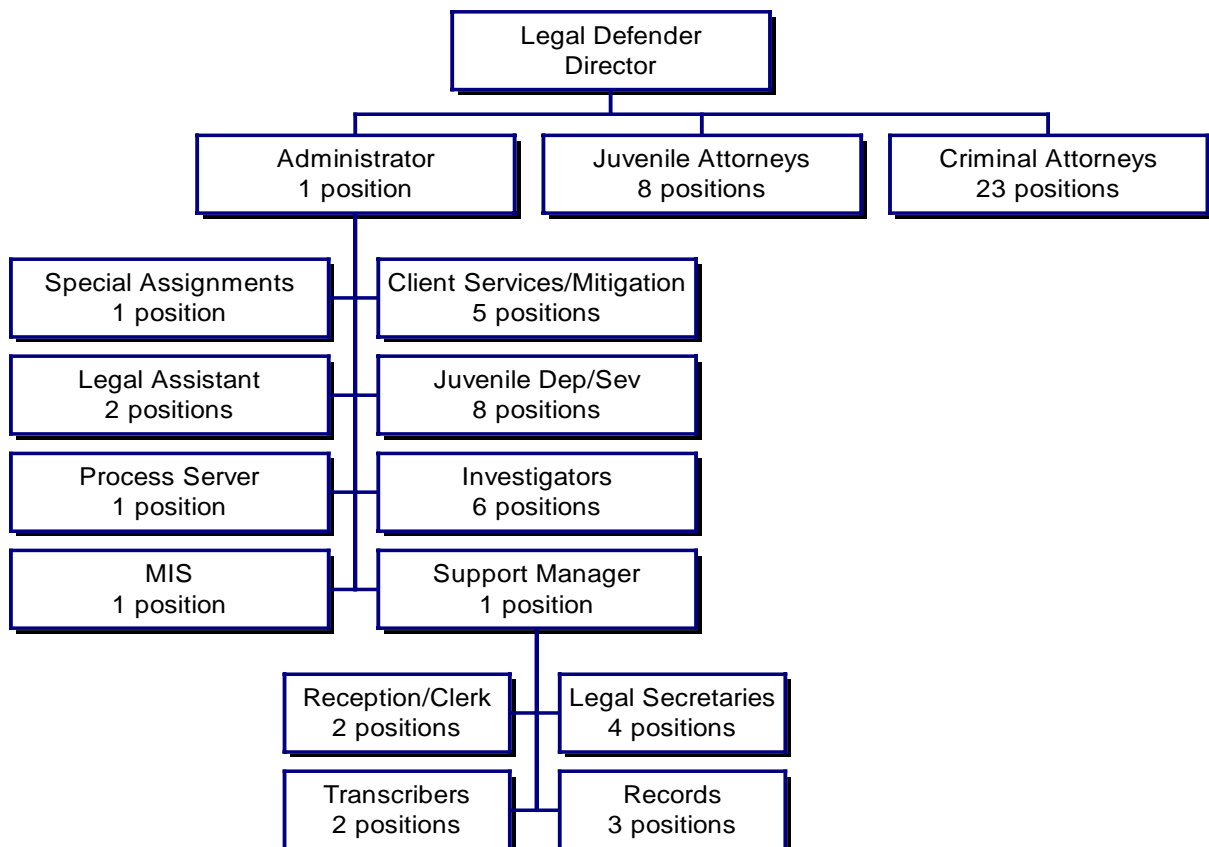 Legal Defender
Director
Administrator
1 position
Juvenile Attorneys
8 positions
Criminal Attorneys
23 positions
Special Assignments
1 position
Client Services/Mitigation
5 positions
Legal Assistant
2 positions
Juvenile Dep/Sev
8 positions
Process Server
1 position
Investigators
6 positions
MIS
1 position
Support Manager
1 position
Reception/Clerk
2 positions
Legal Secretaries
4 positions
Transcribers
2 positions
Records
3 positions